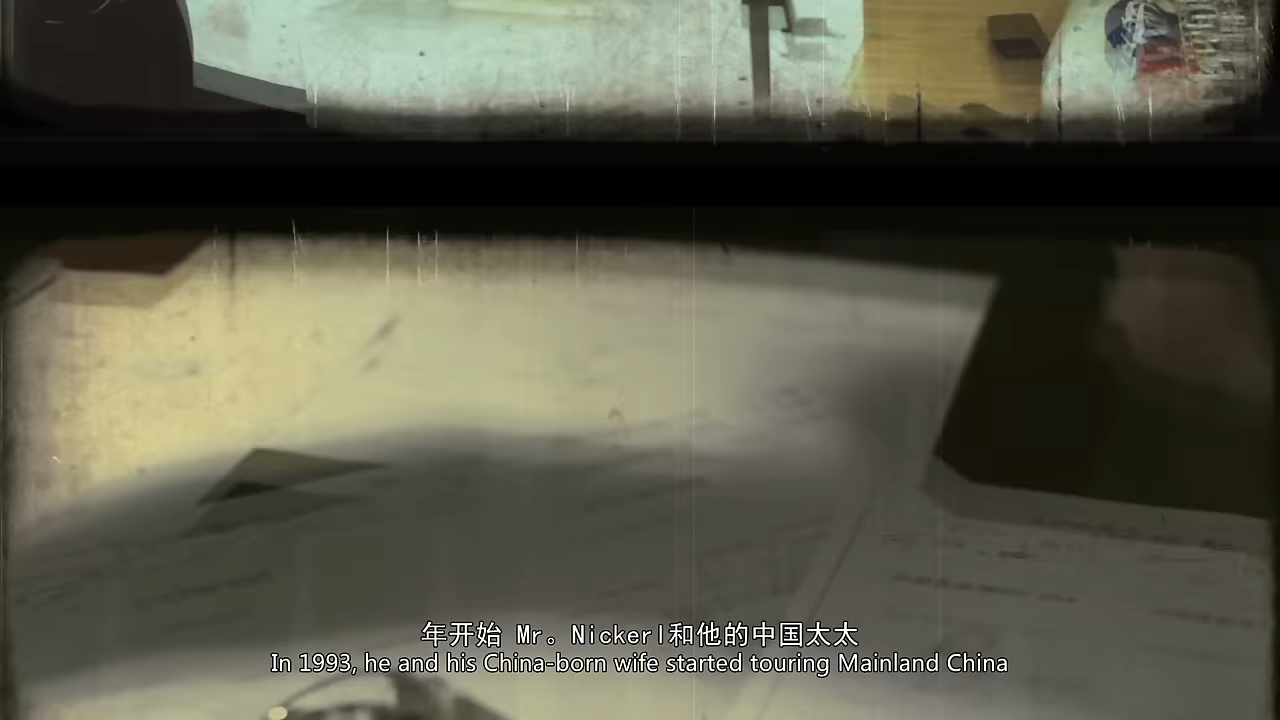 年开始 Mr。Nickerl和他的中国太太
In 1993, he and his China-born wife started touring Mainland China